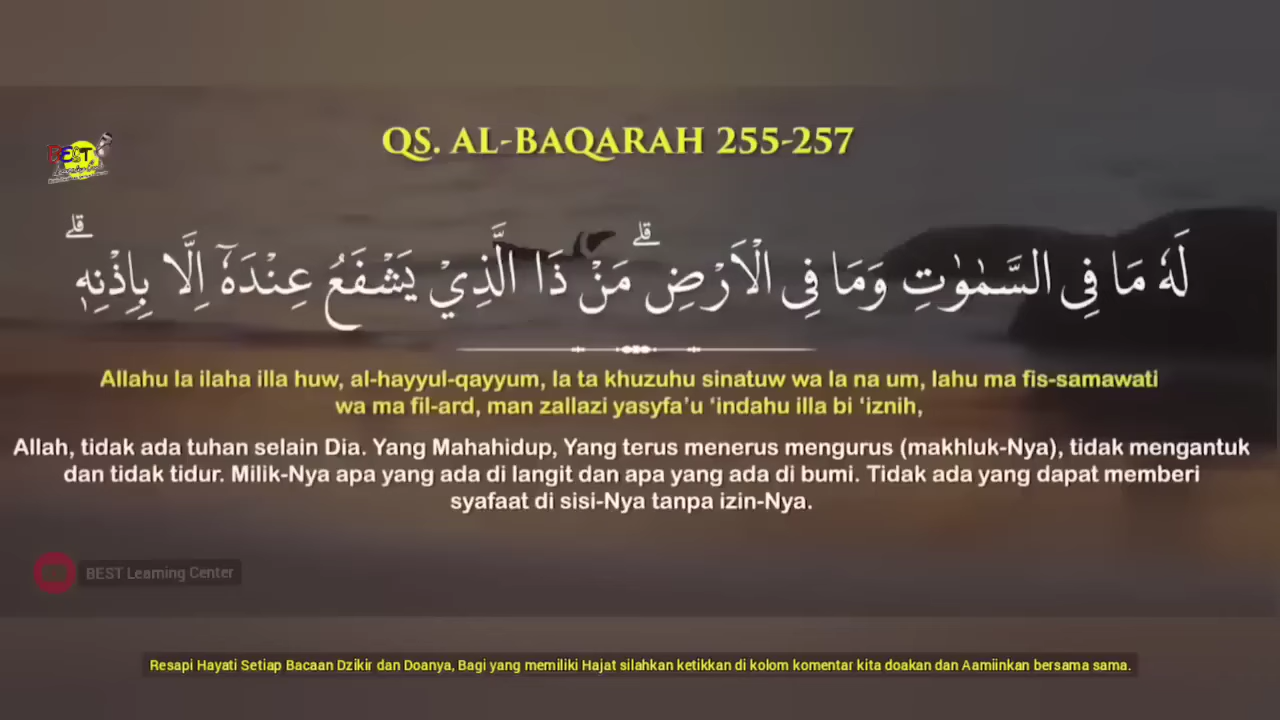 BEST
QS. AL-BAQARAH 255-257
لَهٗ مَا فِى السَّمٰوٰتِ وَمَا فِى الْاَرْضِ ۗ مَنْ ذَا الَّذِيْ يَشْفَعُ عِنْدَهٗٓ اِلَّا بِاِذْنِهٖ ۗ
Allahu la ilaha illa huw, al-hayyul-qayyum, la ta khuzuhu sinatuw wa la na um, lahu ma fis-samawati
wa ma fil-ard, man zallazi yasyfa’u ‘indahu illa bi ‘iznih,
Allah, tidak ada tuhan selain Dia. Yang Mahahidup, Yang terus menerus mengurus (makhluk-Nya), tidak mengantuk
dan tidak tidur. Milik-Nya apa yang ada di langit dan apa yang ada di bumi. Tidak ada yang dapat memberi
syafaat di sisi-Nya tanpa izin-Nya.
BEST Learning Center
Resapi Hayati Setiap Bacaan Dzikir dan Doanya, Bagi yang memiliki Hajat silahkan ketikkan di kolom komentar kita doakan dan Aamiinkan bersama sama.